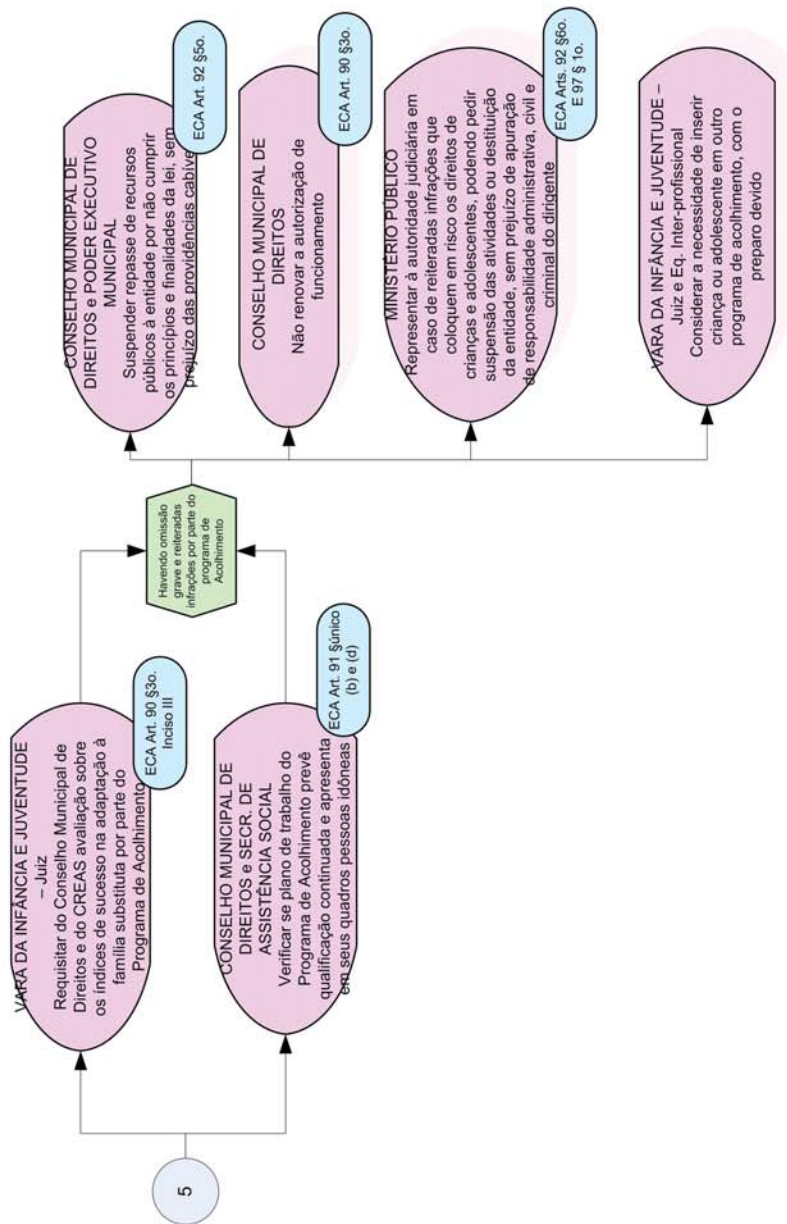 5
VARA DA INFÂNCIA E JUVENTUDE
– Juiz
Requisitar do Conselho Municipal de
Direitos e do CREAS avaliação sobre
os índices de sucesso na adaptação à
família substituta por parte do
Programa de Acolhimento
ECA Art. 90 §3o.
Inciso III
CONSELHO MUNICIPAL DE
DIREITOS e SECR. DE
ASSISTÊNCIA SOCIAL
Verificar se plano de trabalho do
Programa de Acolhimento prevê
qualificação continuada e apresenta
em seus quadros pessoas idôneas
ECA Art. 91 §único
(b) e (d)
Havendo omissão
grave e reiteradas
infrações por parte do
programa de
Acolhimento
CONSELHO MUNICIPAL DE
DIREITOS e PODER EXECUTIVO
MUNICIPAL
Suspender repasse de recursos
públicos à entidade por não cumprir
os princípios e finalidades da lei, sem
prejuízo das providências cabíve
ECA Art. 92 §5o.
CONSELHO MUNICIPAL DE
DIREITOS
Não renovar a autorização de
funcionamento
ECA Art. 90 §3o.
MINISTÉRIO PÚBLICO
Representar à autoridade judiciária em
caso de reiteradas infrações que
coloquem em risco os direitos de
crianças e adolescentes, podendo pedir
suspensão das atividades ou destituição
da entidade, sem prejuízo de apuração
de responsabilidade administrativa, civil e
criminal do dirigente
ECA Arts. 92 §6o.
E 97 § 1o.
VARA DA INFÂNCIA E JUVENTUDE –
Juiz e Eq. Inter-profissional
Considerar a necessidade de inserir
criança ou adolescente em outro
programa de acolhimento, com o
preparo devido